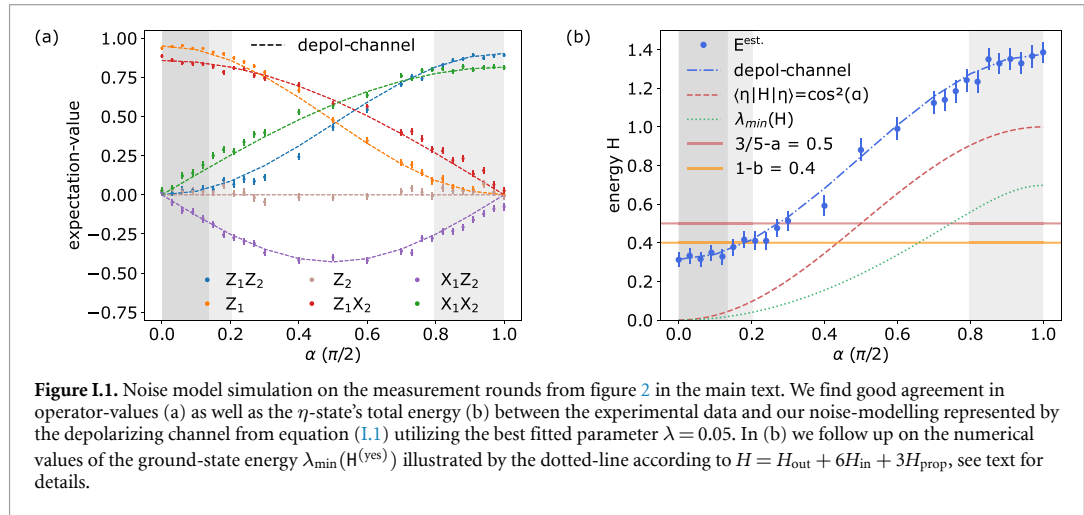 (a)
1.00
0.75
0.50
0.25
0.00
−0.25
−0.50
−0.75
expectation-value
depol-channel
Z₁Z₂
Z₂
X₁Z₂
Z₁
Z₁X₂
X₁X₂
0.0
0.2
0.4
0.6
0.8
1.0
α (π/2)
(b)
1.4
1.2
1.0
0.8
0.6
0.4
0.2
0.0
energy H
Eᵉˢᵗ·
depol-channel
⟨η|H|η⟩=cos²(α)
λₘᵢₙ(H)
3/5-a = 0.5
1-b = 0.4
0.0
0.2
0.4
0.6
0.8
1.0
α (π/2)
Figure I.1. Noise model simulation on the measurement rounds from figure 2 in the main text. We find good agreement in
operator-values (a) as well as the η-state's total energy (b) between the experimental data and our noise-modelling represented by
the depolarizing channel from equation (I.1) utilizing the best fitted parameter λ = 0.05. In (b) we follow up on the numerical
values of the ground-state energy λmin(H(yes)) illustrated by the dotted-line according to H = Hout + 6Hin + 3Hprop, see text for
details.